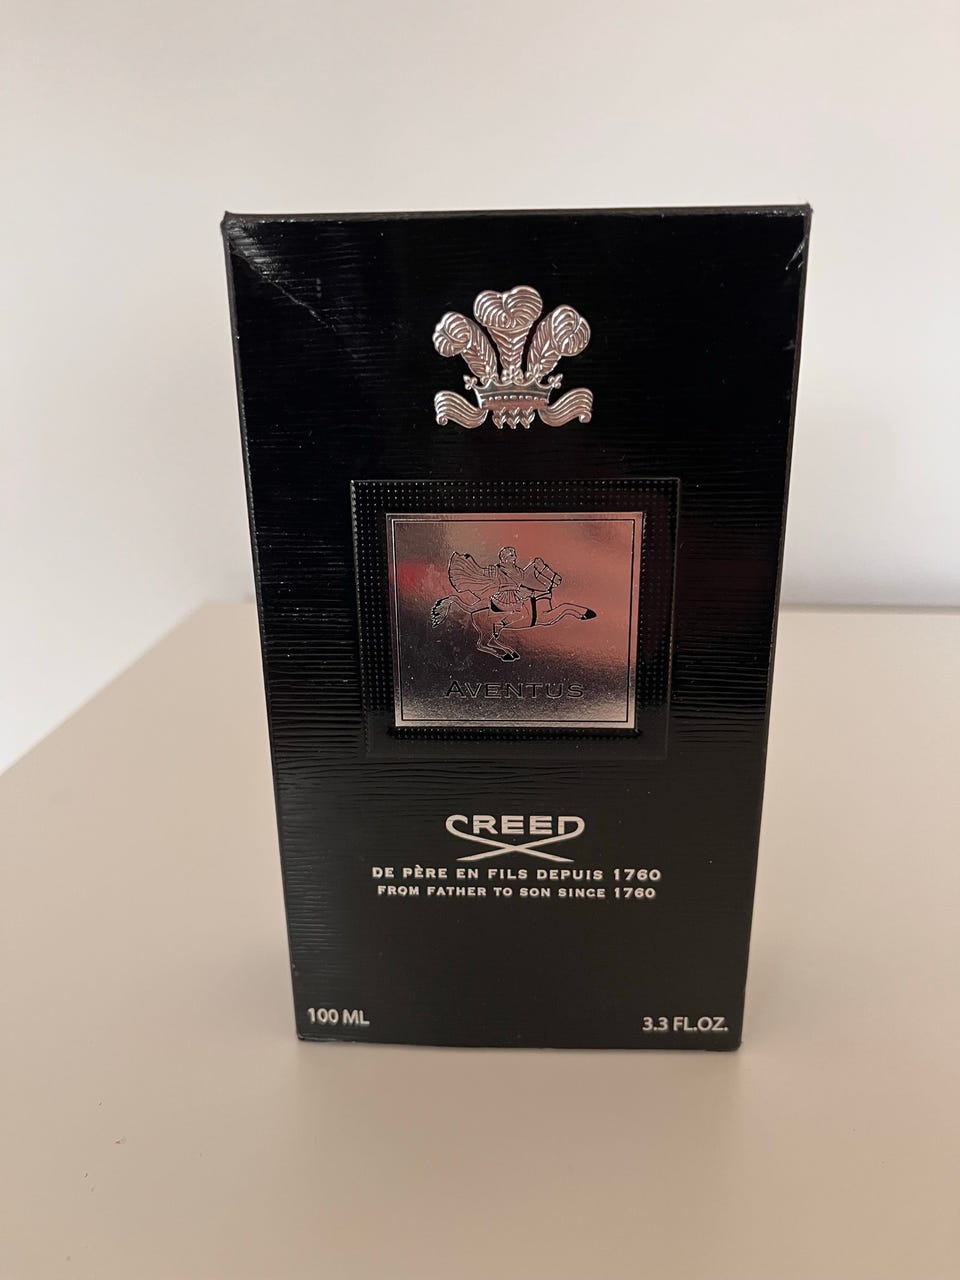 AVENTUS
CREED
DE PÈRE EN FILS DEPUIS 1760
FROM FATHER TO SON SINCE 1760
100 ML
3.3 FL.OZ.